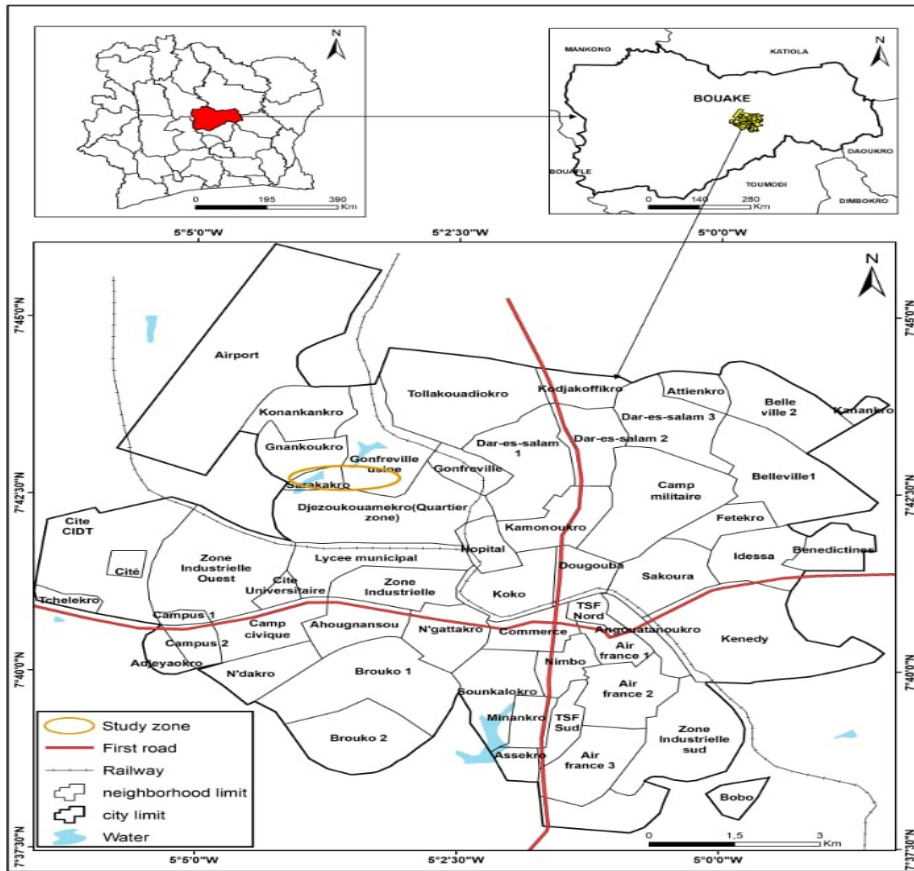 N
0 195 390
Km
N
MANKONO
KATIOLA
BOUAKE
DAOUKRO
BOUAFLE
TOUMODI
DIMBOKRO
0 140 280
Km
5°5'0"W 5°2'30"W 5°0'0"W
7°45'0"N
7°42'30"N
7°40'0"N
7°37'30"N
7°45'0"N
7°42'30"N
7°40'0"N
7°37'30"N
N
Airport
Tollakouadiokro
Kodjakoffikro
Attienkro
Belle
ville 2
Kanankro
Konankankro
Dar-es-salam 3
Dar-es-salam
1
Dar-es-salam 2
Gnankoukro
Gonfreville
usine
Gonfreville
Belleville1
Sarakakro
Camp
militaire
Djezoukouamekro(Quartier
zone)
Fetekro
Cite
CIDT
Kamonoukro
Hopital
Idessa
Benedictines
Zone
Industrielle
Ouest
Lycee municipal
Dougouba
Cité
Cite
Universitaire
Zone
Industrielle
Koko
Sakoura
Tchelekro
TSF
Nord
Campus 1
Camp
civique
Ahougnansou
N'gattakro
Commerce
Angouatanoukro
Campus 2
Kenedy
Adjeyaokro
Air
france 1
N'dakro
Brouko 1
Nimbo
Sounkalokro
Air
france 2
Minankro
TSF
Sud
Brouko 2
Zone
Industrielle
sud
Assekro
Air
france 3
Bobo
Study zone
First road
Railway
neighborhood limit
city limit
Water
0 1,5 3
Km
5°5'0"W 5°2'30"W 5°0'0"W